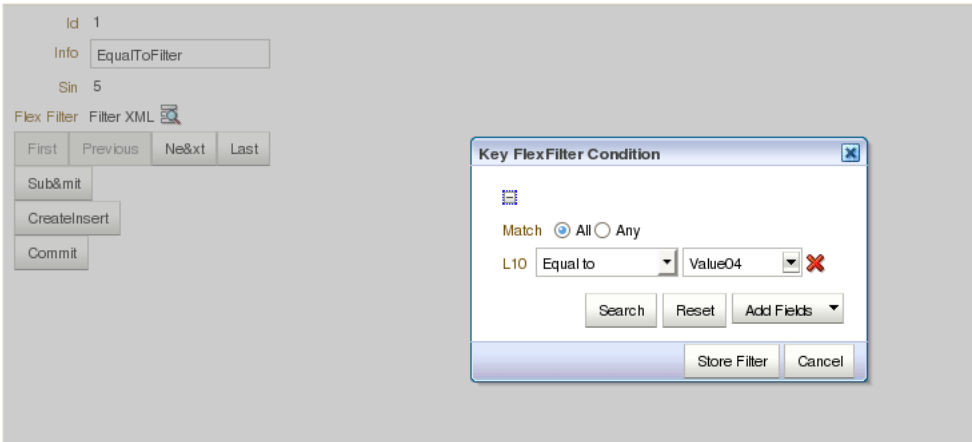 Id 1
Info EqualToFilter
Sin 5
Flex Filter Filter XML
First Previous Ne&xt Last
Sub&mit
CreateInsert
Commit
Key FlexFilter Condition
Match All Any
L10 Equal to Value04
Search Reset Add Fields
Store Filter Cancel